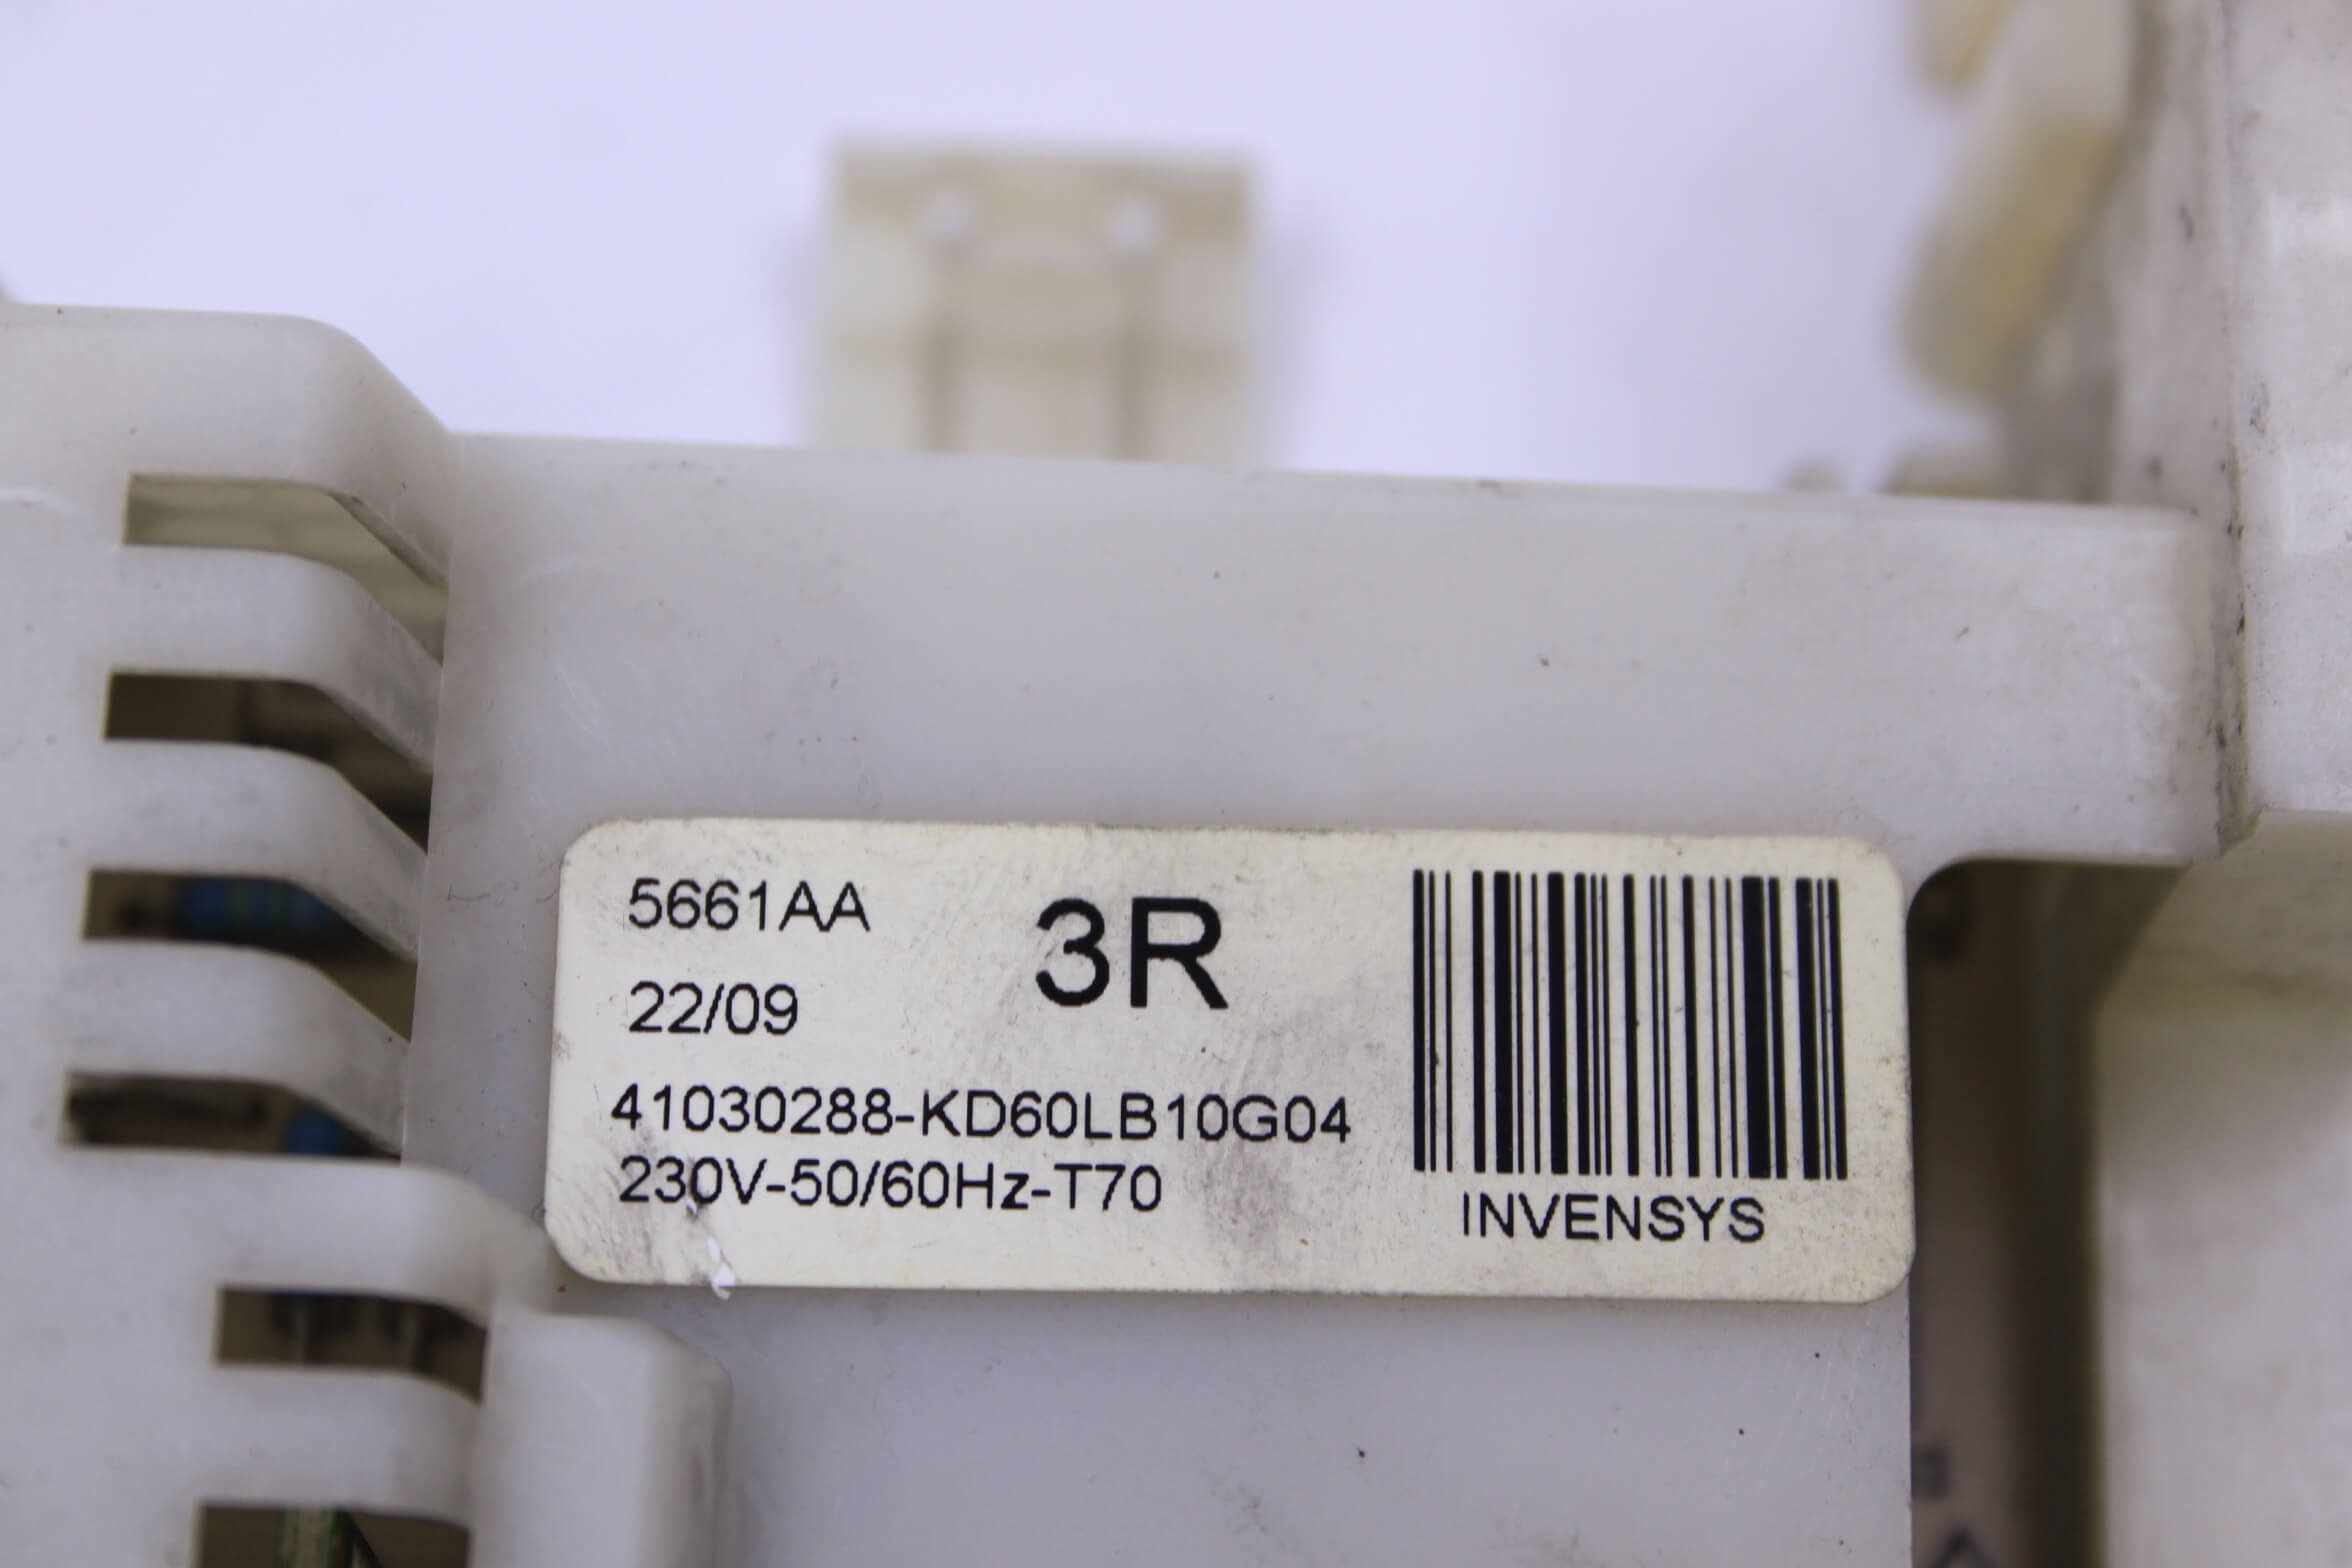 5661AA
3R
22/09
41030288-KD60LB10G04
230V-50/60Hz-T70
INVENSYS